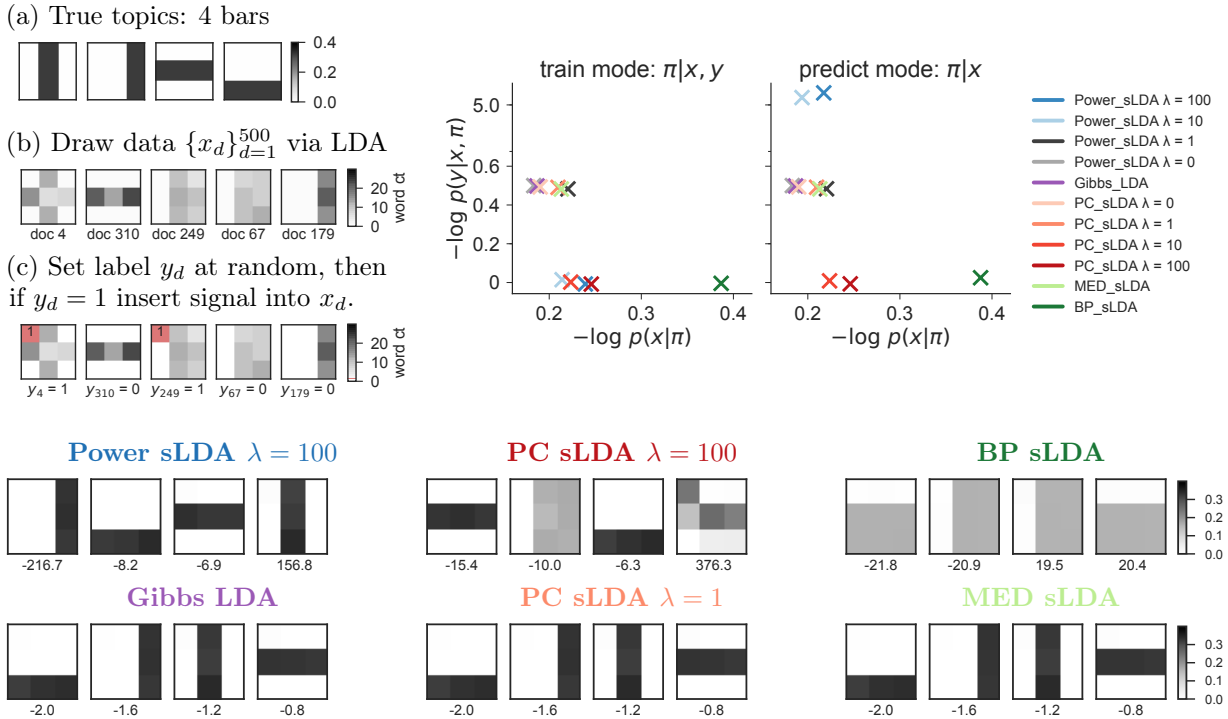 (a) True topics: 4 bars
0.4
0.2
0.0
(b) Draw data {x_d}_{d=1}^{500} via LDA
20
10
0
word ct
doc 4 doc 310 doc 249 doc 67 doc 179
(c) Set label y_d at random, then
if y_d = 1 insert signal into x_d.
1 1
20
10
0
word ct
y_4 = 1 y_{310} = 0 y_{249} = 1 y_{67} = 0 y_{179} = 0
train mode: π|x, y
predict mode: π|x
−log p(y|x, π)
5.0
0.6
0.4
0.2
0
0.2 0.3 0.4
−log p(x|π)
0.2 0.3 0.4
−log p(x|π)
Power_sLDA λ = 100
Power_sLDA λ = 10
Power_sLDA λ = 1
Power_sLDA λ = 0
Gibbs_LDA
PC_sLDA λ = 0
PC_sLDA λ = 1
PC_sLDA λ = 10
PC_sLDA λ = 100
MED_sLDA
BP_sLDA
Power sLDA λ = 100
-216.7 -8.2 -6.9 156.8
PC sLDA λ = 100
-15.4 -10.0 -6.3 376.3
BP sLDA
-21.8 -20.9 19.5 20.4
0.3
0.2
0.1
0.0
Gibbs LDA
-2.0 -1.6 -1.2 -0.8
PC sLDA λ = 1
-2.0 -1.6 -1.2 -0.8
MED sLDA
-2.0 -1.6 -1.2 -0.8
0.3
0.2
0.1
0.0